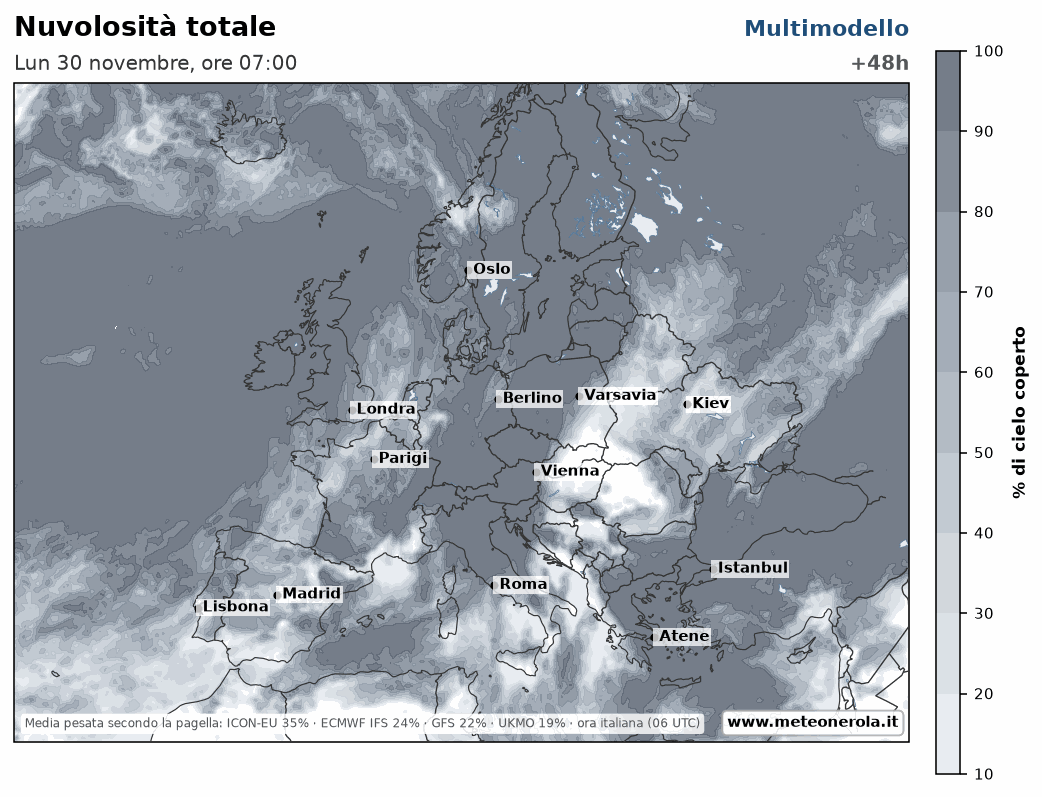 Nuvolosità totale
Multimodello
Lun 30 novembre, ore 07:00
+48h
100
90
80
70
60
50
40
30
20
10
% di cielo coperto
Oslo
Berlino
Varsavia
Kiev
Londra
Parigi
Vienna
Istanbul
Roma
Madrid
Lisbona
Atene
Media pesata secondo la pagella: ICON-EU 35% · ECMWF IFS 24% · GFS 22% · UKMO 19% · ora italiana (06 UTC)
www.meteonerola.it